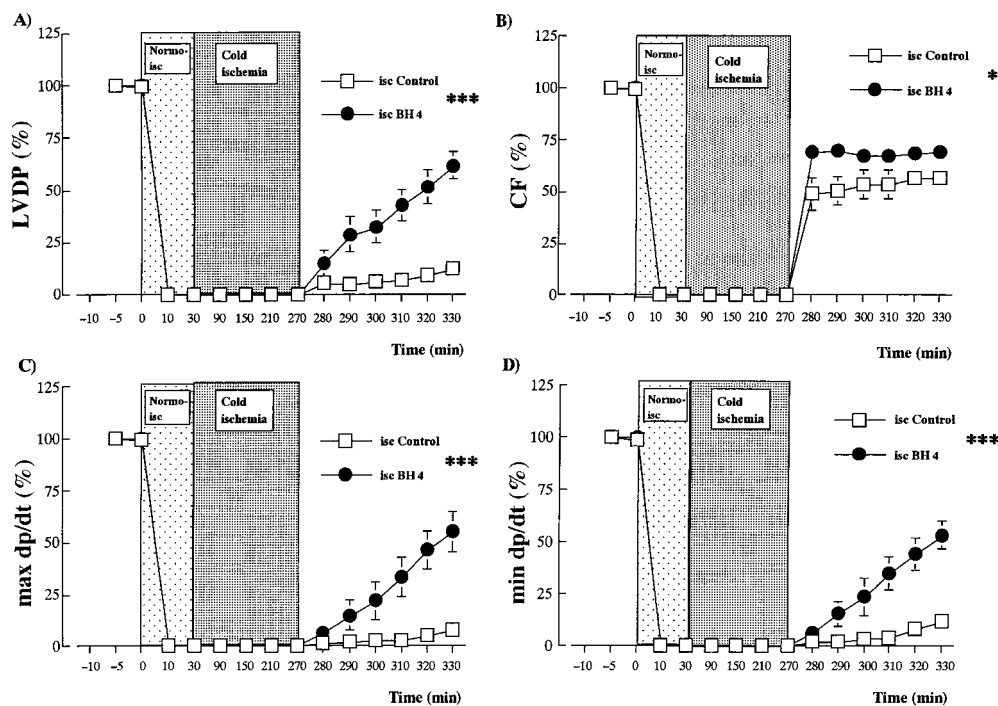 A)
125
100
75
50
25
0
LVDP (%)
Normo-
isc
Cold
ischemia
isc Control
isc BH 4
***
-10 -5 0 10 30 90 150 210 270 280 290 300 310 320 330
Time (min)
B)
125
100
75
50
25
0
CF (%)
Normo-
isc
Cold
ischemia
isc Control
isc BH 4
*
-10 -5 0 10 30 90 150 210 270 280 290 300 310 320 330
Time (min)
C)
125
100
75
50
25
0
max dp/dt (%)
Normo-
isc
Cold
ischemia
isc Control
isc BH 4
***
-10 -5 0 10 30 90 150 210 270 280 290 300 310 320 330
Time (min)
D)
125
100
75
50
25
0
min dp/dt (%)
Normo-
isc
Cold
ischemia
isc Control
isc BH 4
***
-10 -5 0 10 30 90 150 210 270 280 290 300 310 320 330
Time (min)